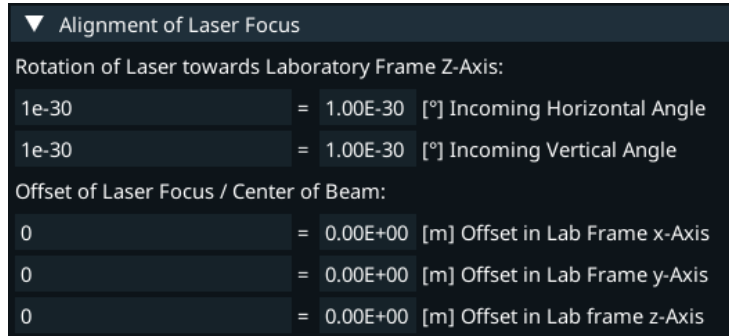 ▼ Alignment of Laser Focus
Rotation of Laser towards Laboratory Frame Z-Axis:
1e-30 = 1.00E-30 [°] Incoming Horizontal Angle
1e-30 = 1.00E-30 [°] Incoming Vertical Angle
Offset of Laser Focus / Center of Beam:
0 = 0.00E+00 [m] Offset in Lab Frame x-Axis
0 = 0.00E+00 [m] Offset in Lab Frame y-Axis
0 = 0.00E+00 [m] Offset in Lab frame z-Axis